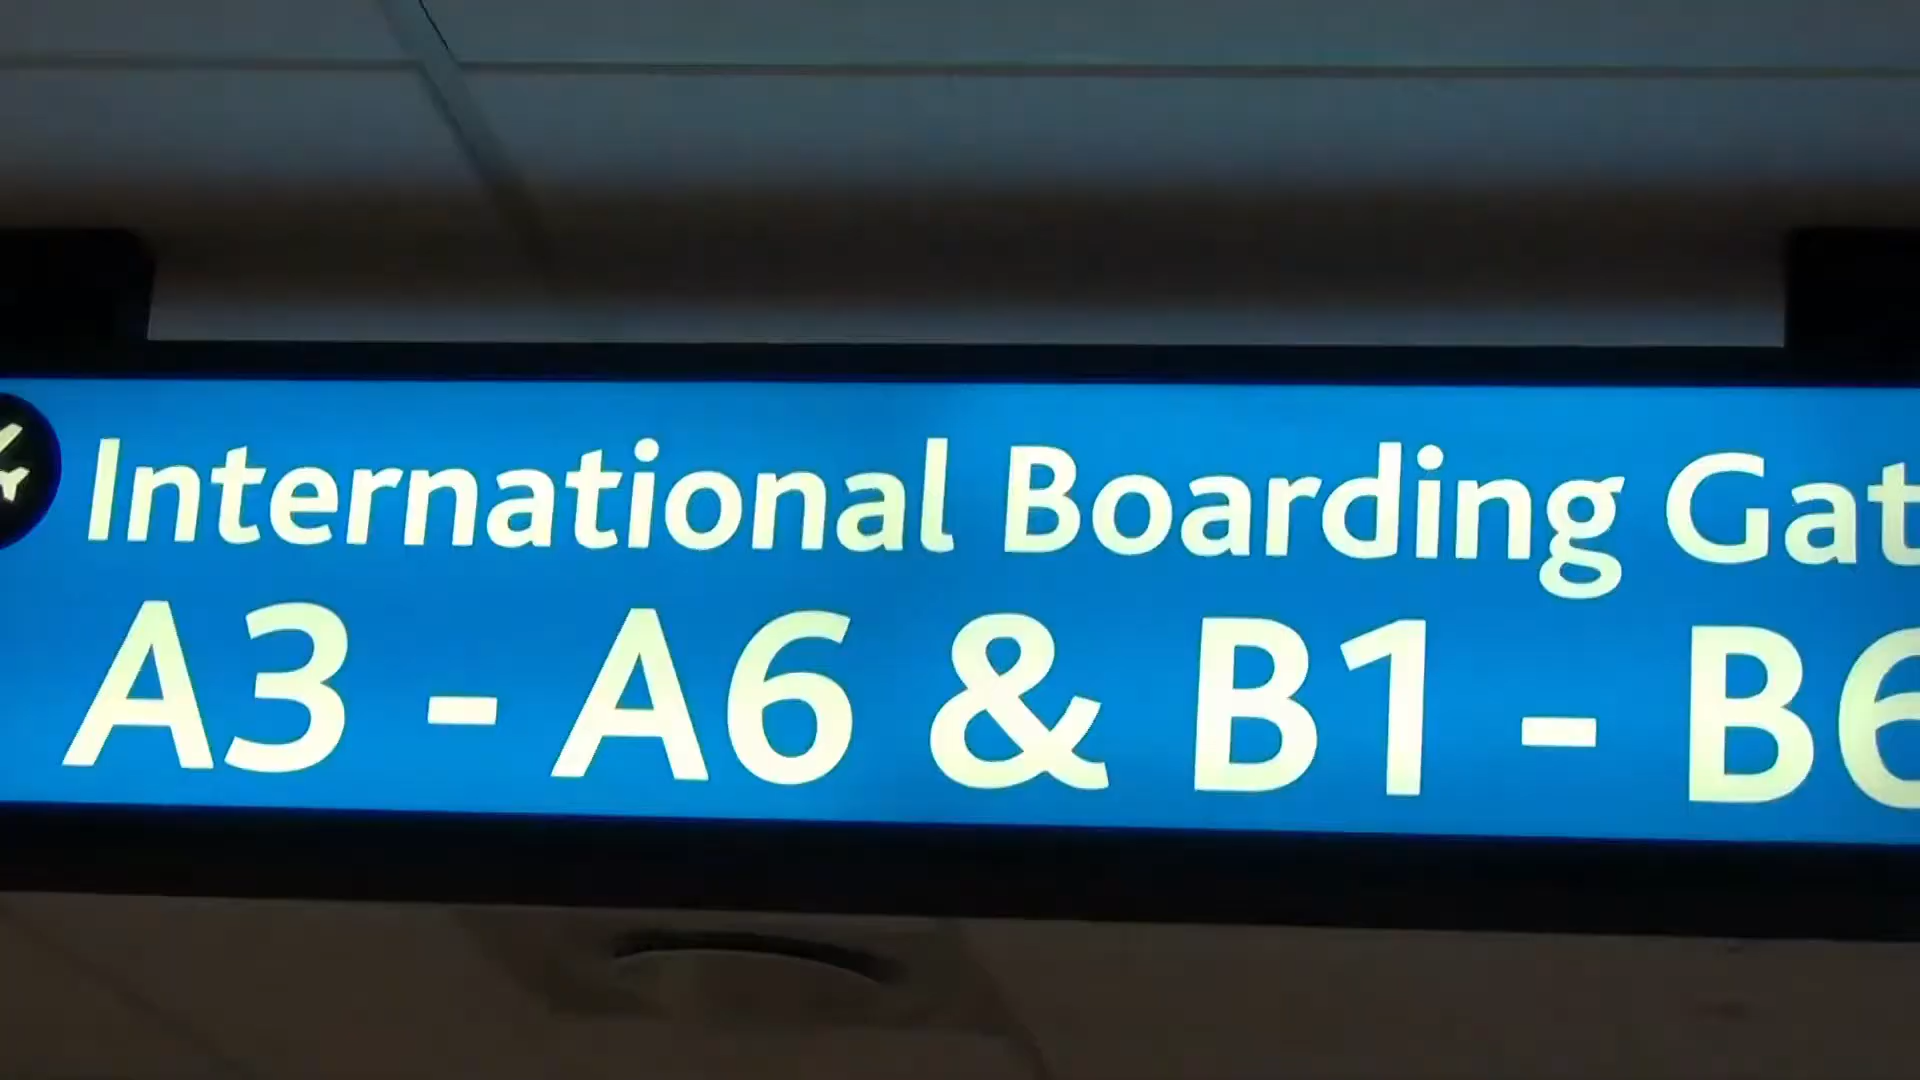 International Boarding Gat
A3 - A6 & B1 - B6